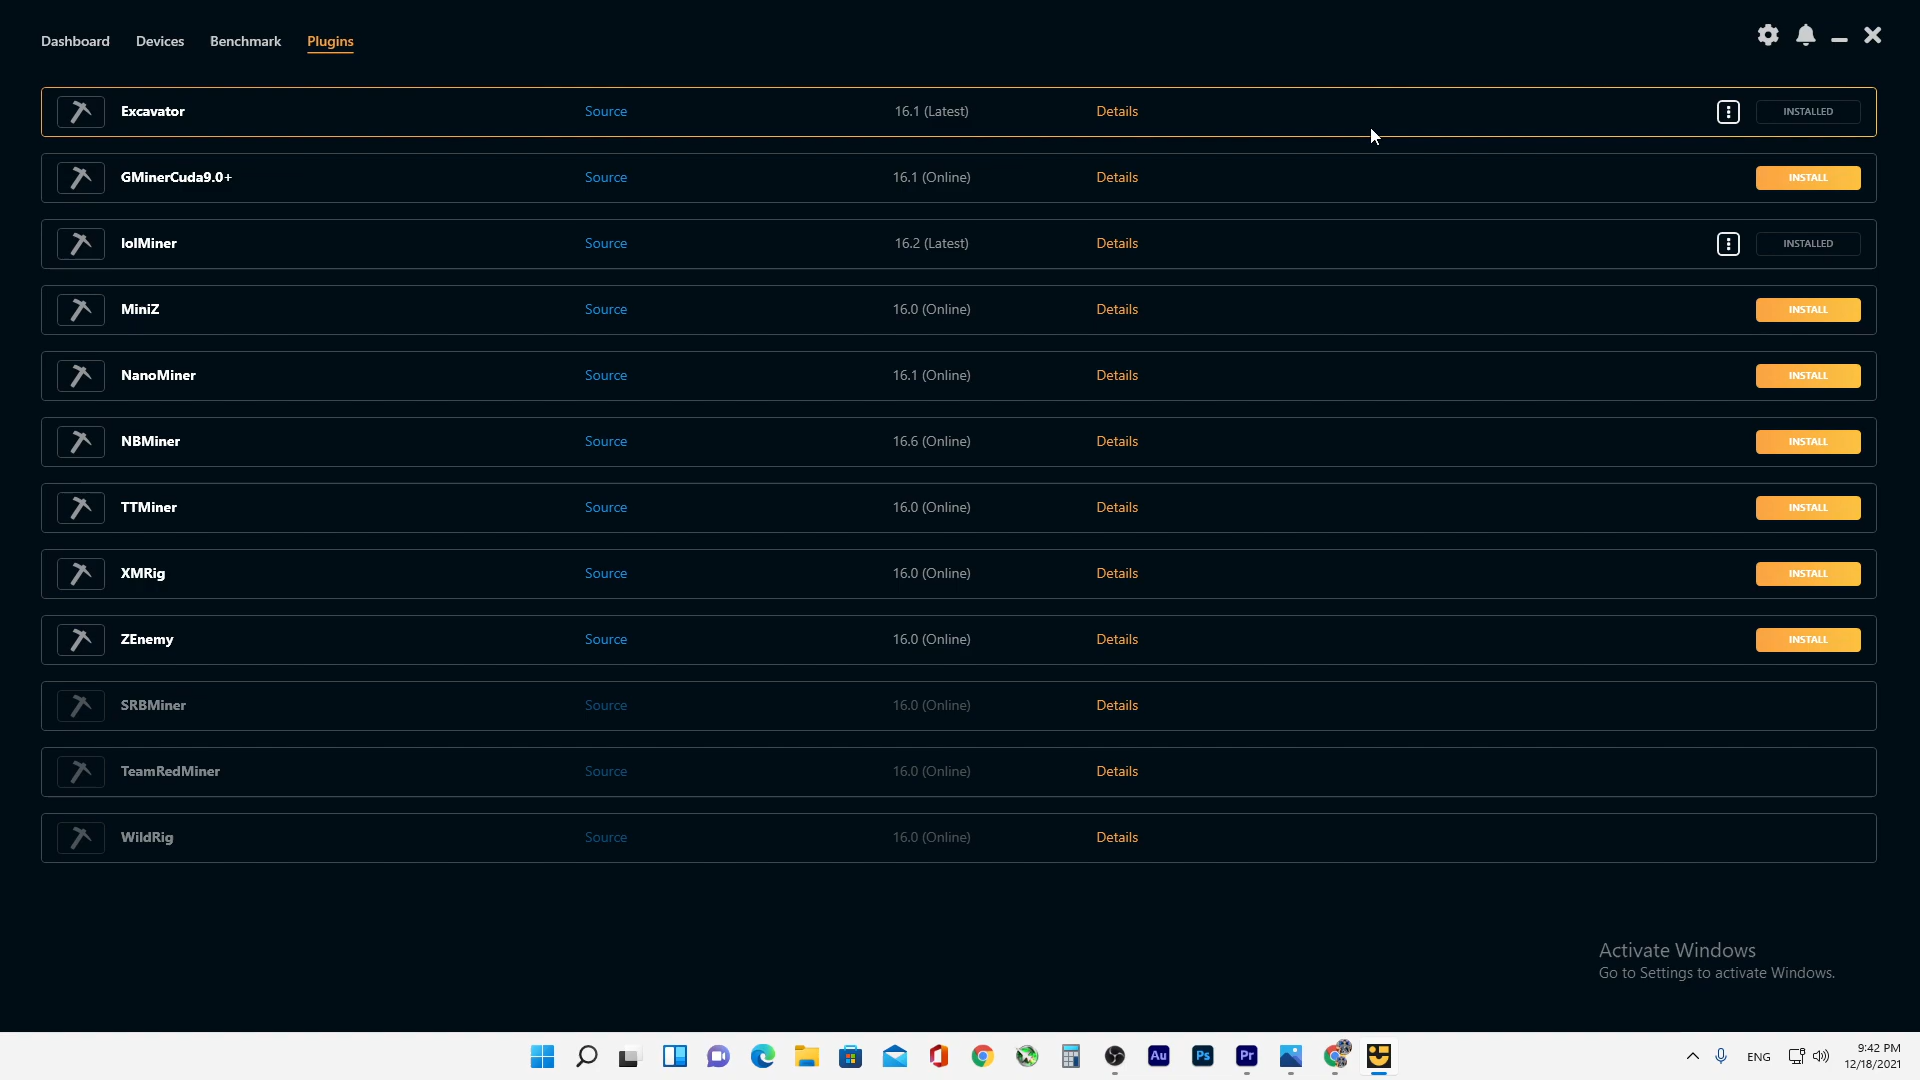 Dashboard Devices Benchmark Plugins
Excavator Source 16.1 (Latest) Details INSTALLED
GMinerCuda9.0+ Source 16.1 (Online) Details INSTALL
lolMiner Source 16.2 (Latest) Details INSTALLED
MiniZ Source 16.0 (Online) Details INSTALL
NanoMiner Source 16.1 (Online) Details INSTALL
NBMiner Source 16.6 (Online) Details INSTALL
TTMiner Source 16.0 (Online) Details INSTALL
XMRig Source 16.0 (Online) Details INSTALL
ZEnemy Source 16.0 (Online) Details INSTALL
SRBMiner Source 16.0 (Online) Details
TeamRedMiner Source 16.0 (Online) Details
WildRig Source 16.0 (Online) Details
Activate Windows
Go to Settings to activate Windows.
Au Ps Pr ENG 9:42 PM
12/18/2021